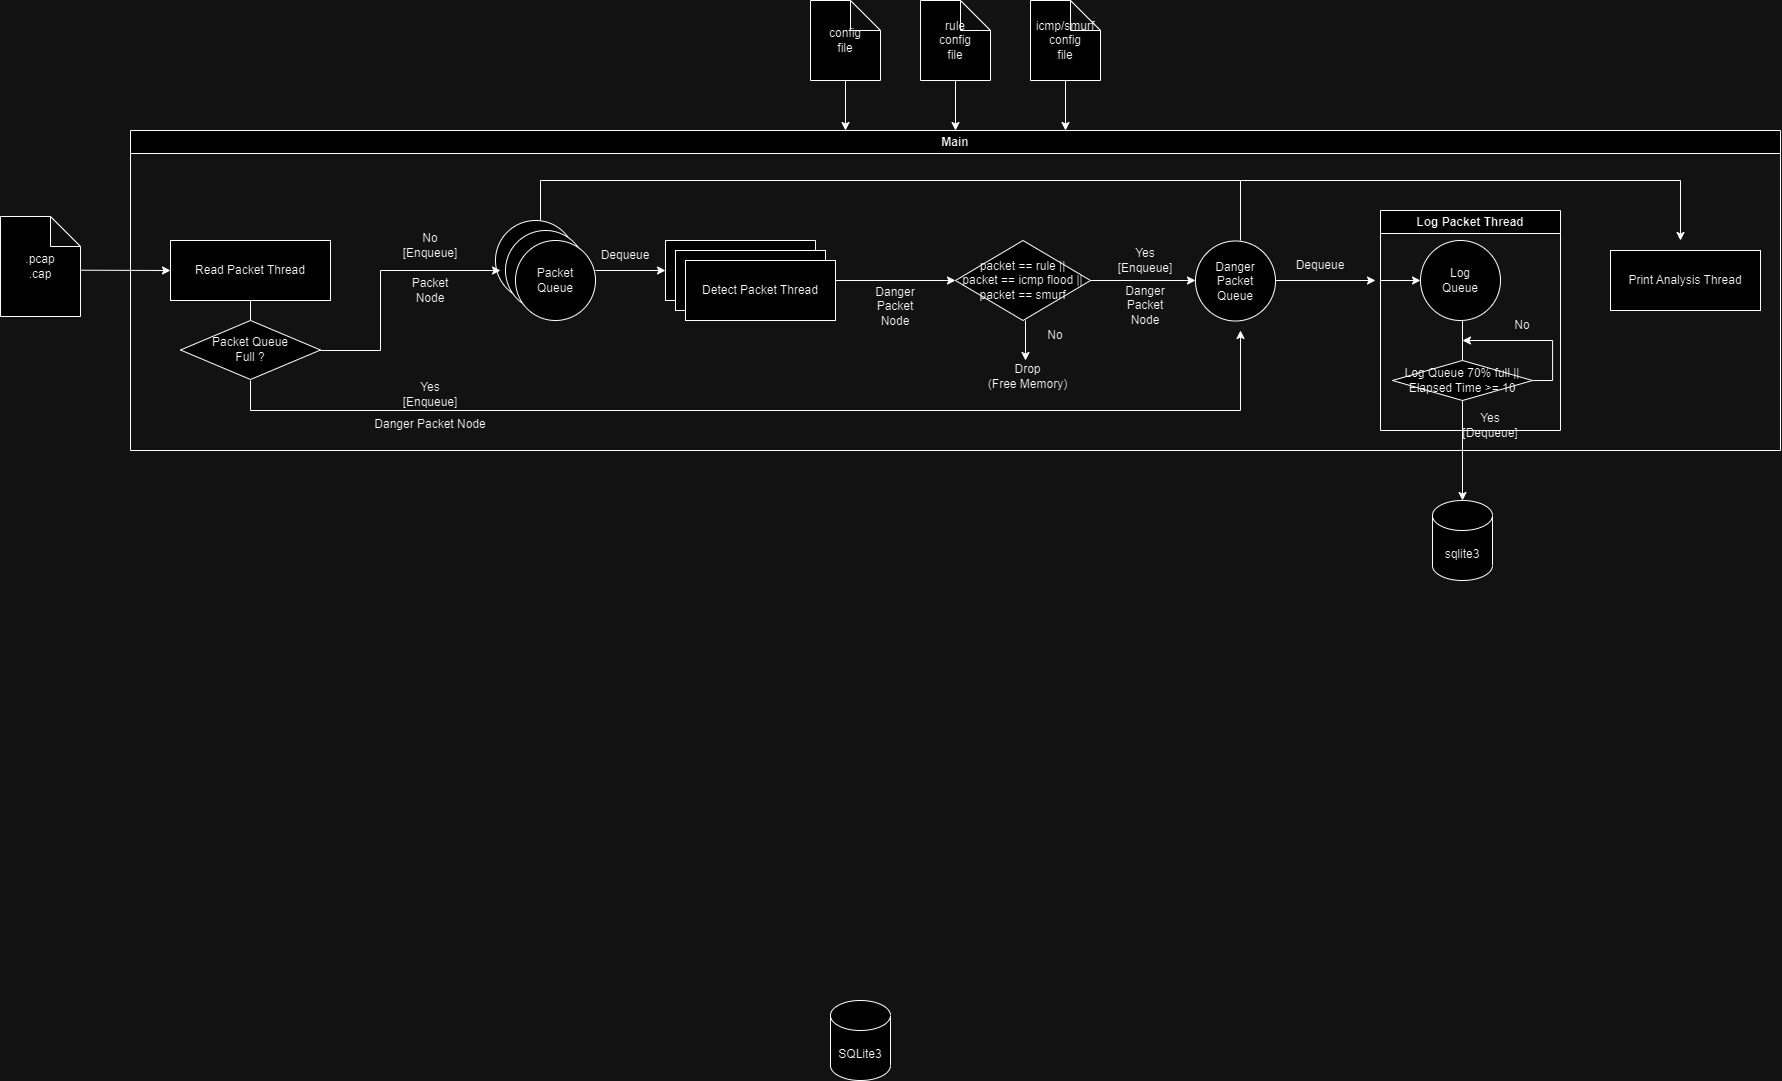 config
file
rule
config
file
icmp/smurf
config
file
Main
.pcap
.cap
Read Packet Thread
Packet Queue
Full ?
No
[Enqueue]
Packet
Node
Packet
Queue
Dequeue
Detect Packet Thread
Danger
Packet
Node
packet == rule ||
packet == icmp flood ||
packet == smurf
No
Drop
(Free Memory)
Yes
[Enqueue]
Danger
Packet
Node
Danger
Packet
Queue
Dequeue
Log Packet Thread
Log
Queue
No
Log Queue 70% full ||
Elapsed Time >= 10
Yes
[Dequeue]
Print Analysis Thread
Yes
[Enqueue]
Danger Packet Node
sqlite3
SQLite3